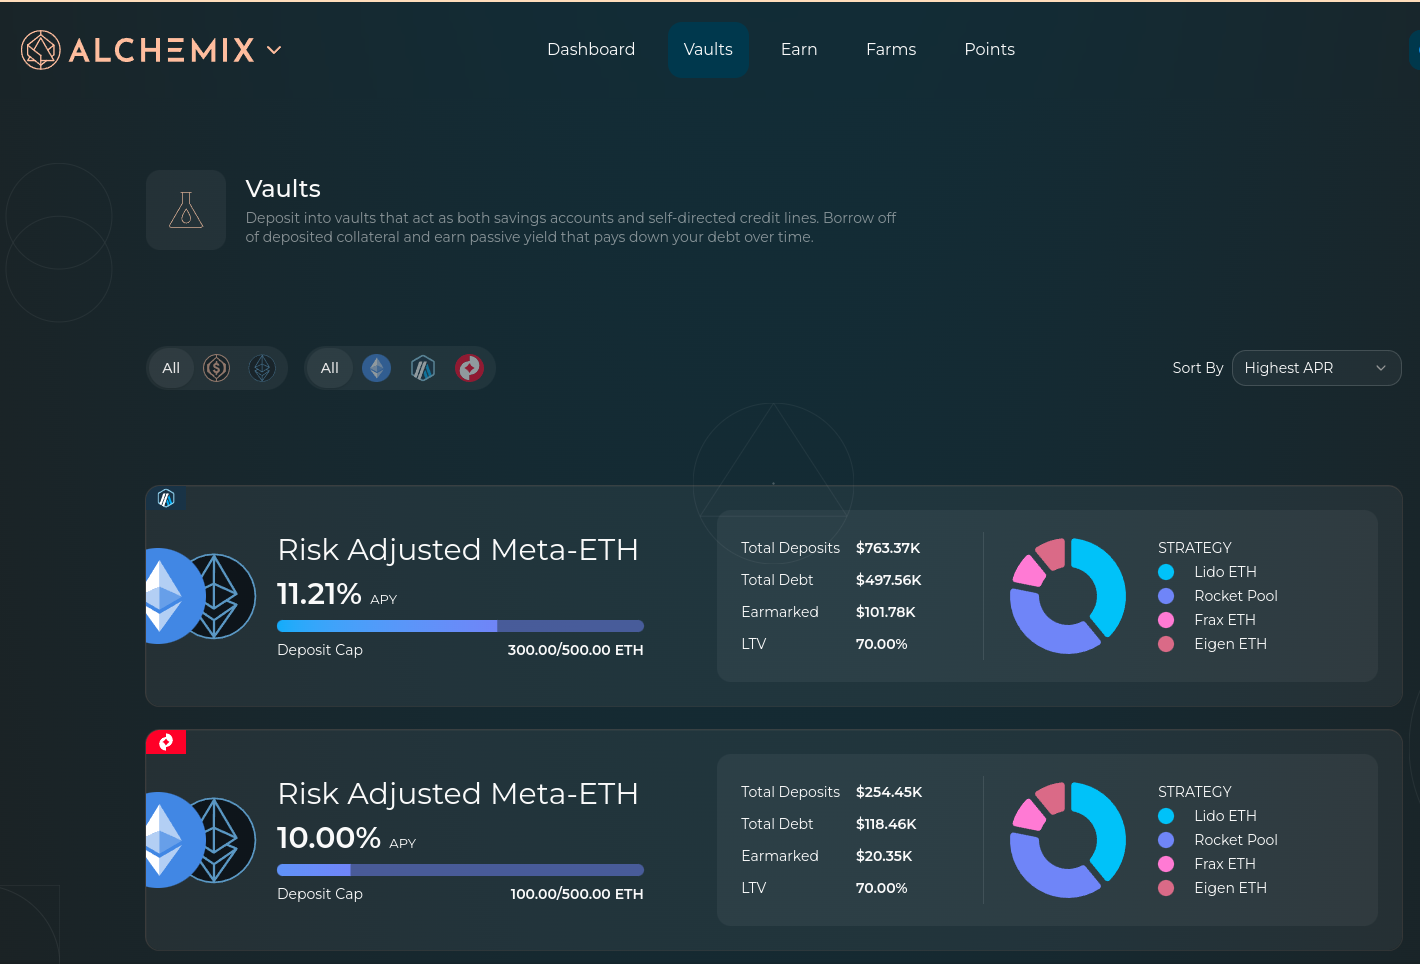 ALCHEMIX
Dashboard
Vaults
Earn
Farms
Points
Vaults
Deposit into vaults that act as both savings accounts and self-directed credit lines. Borrow off
of deposited collateral and earn passive yield that pays down your debt over time.
All
All
Sort By
Highest APR
Risk Adjusted Meta-ETH
11.21% APY
Deposit Cap
300.00/500.00 ETH
Total Deposits $763.37K
Total Debt $497.56K
Earmarked $101.78K
LTV 70.00%
STRATEGY
Lido ETH
Rocket Pool
Frax ETH
Eigen ETH
Risk Adjusted Meta-ETH
10.00% APY
Deposit Cap
100.00/500.00 ETH
Total Deposits $254.45K
Total Debt $118.46K
Earmarked $20.35K
LTV 70.00%
STRATEGY
Lido ETH
Rocket Pool
Frax ETH
Eigen ETH